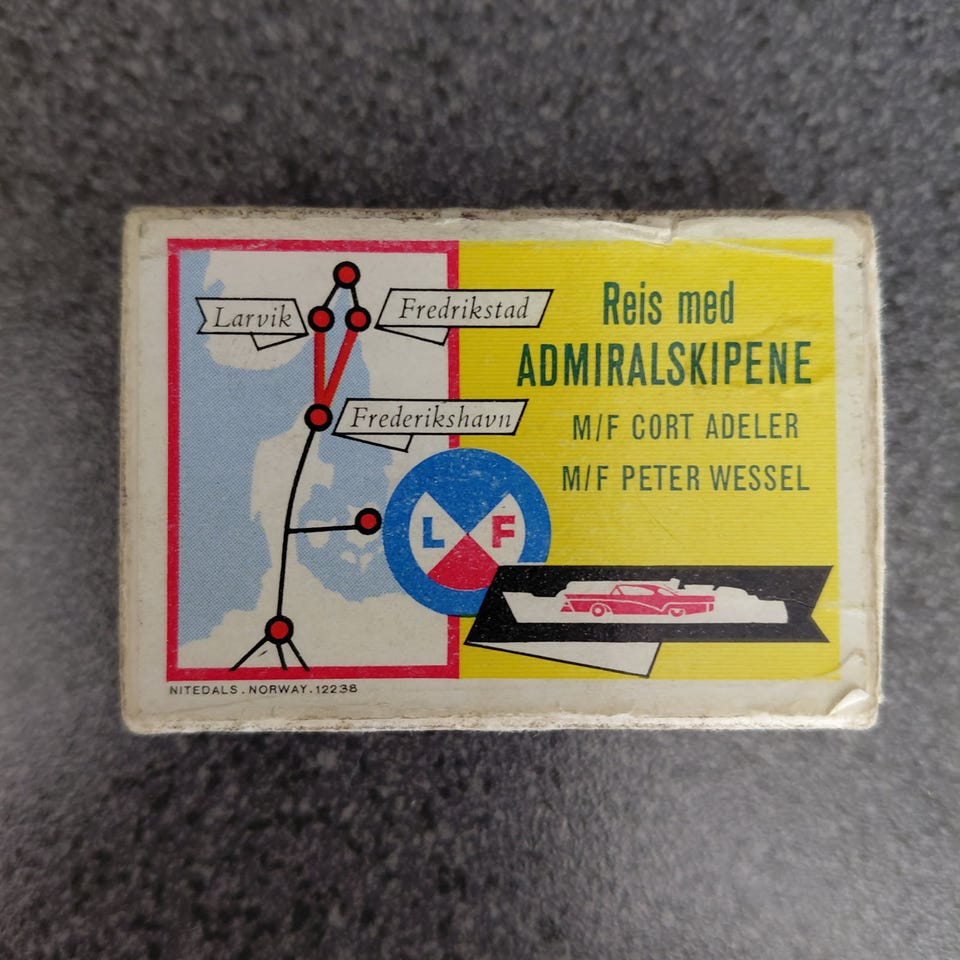 Larvik
Fredrikstad
Frederikshavn
L F
Reis med
ADMIRALSKIPENE
M/F CORT ADELER
M/F PETER WESSEL
NITEDALS . NORWAY . 12238